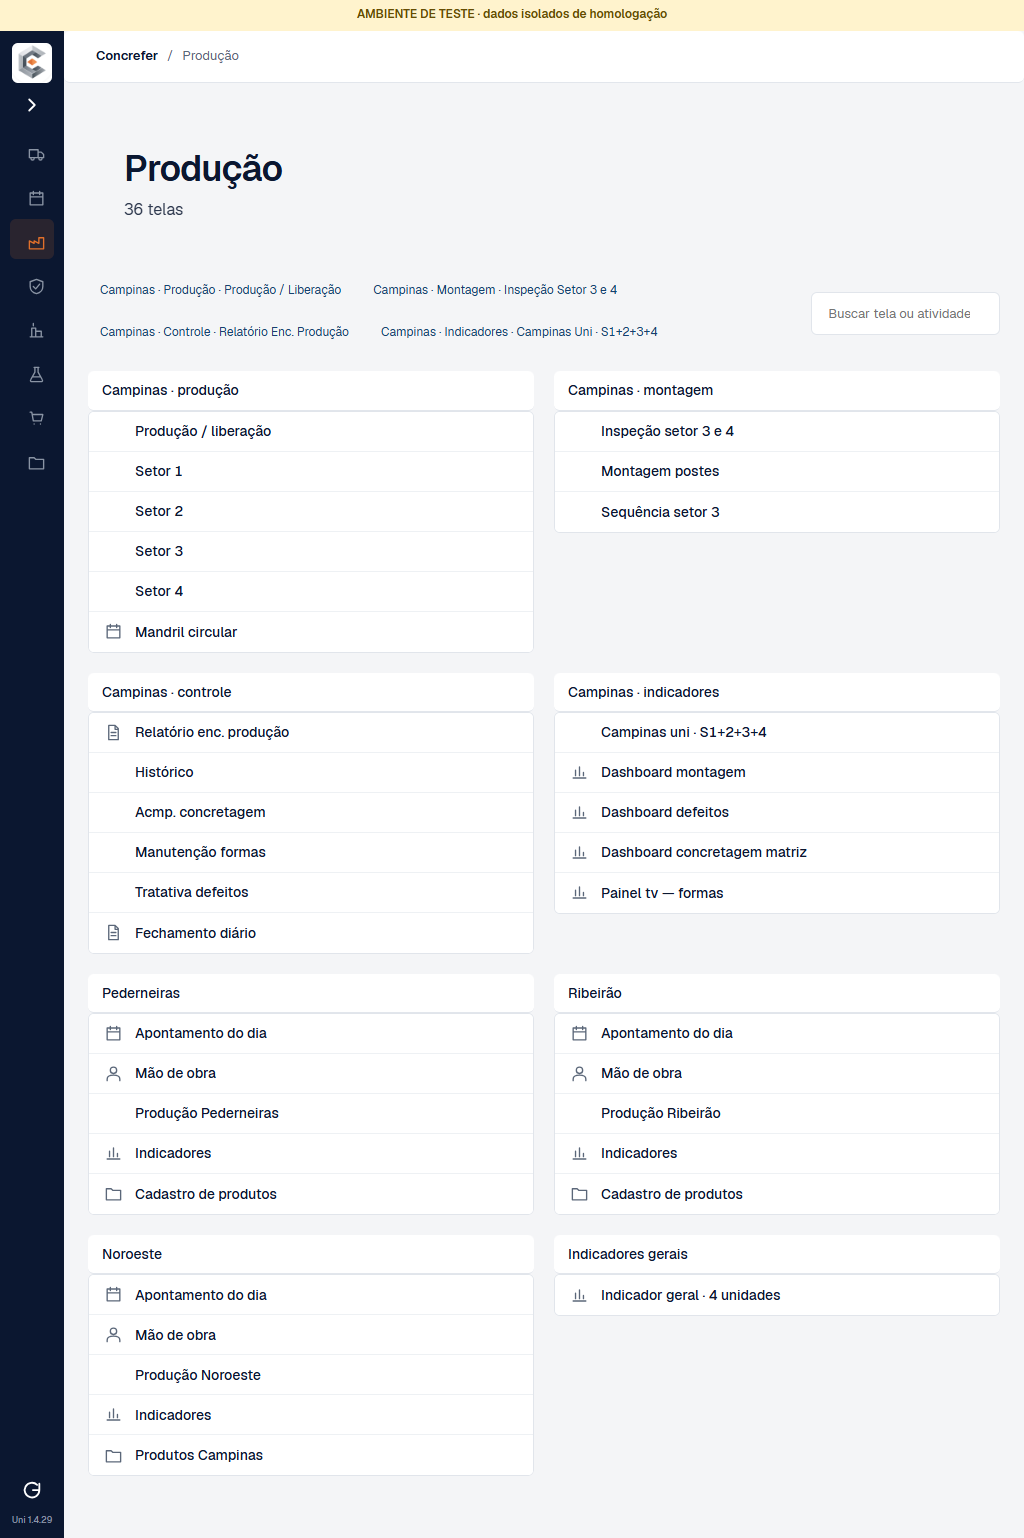 AMBIENTE DE TESTE · dados isolados de homologação
Concrefer / Produção
Produção
36 telas
Campinas · Produção · Produção / Liberação
Campinas · Montagem · Inspeção Setor 3 e 4
Campinas · Controle · Relatório Enc. Produção
Campinas · Indicadores · Campinas Uni · S1+2+3+4
Buscar tela ou atividade
Campinas · produção
Produção / liberação
Setor 1
Setor 2
Setor 3
Setor 4
Mandril circular
Campinas · montagem
Inspeção setor 3 e 4
Montagem postes
Sequência setor 3
Campinas · controle
Relatório enc. produção
Histórico
Acmp. concretagem
Manutenção formas
Tratativa defeitos
Fechamento diário
Campinas · indicadores
Campinas uni · S1+2+3+4
Dashboard montagem
Dashboard defeitos
Dashboard concretagem matriz
Painel tv — formas
Pederneiras
Apontamento do dia
Mão de obra
Produção Pederneiras
Indicadores
Cadastro de produtos
Ribeirão
Apontamento do dia
Mão de obra
Produção Ribeirão
Indicadores
Cadastro de produtos
Noroeste
Apontamento do dia
Mão de obra
Produção Noroeste
Indicadores
Produtos Campinas
Indicadores gerais
Indicador geral · 4 unidades
Uni 1.4.29